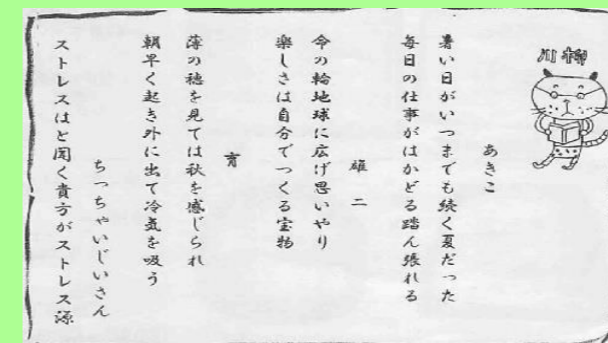 川柳
あきこ
暑い日がいつまでも続く夏だった
毎日の仕事がはかどる踏ん張れる
雄二
命の輪地球に広げ思いやり
楽しさは自分でつくる宝物
育
薄の穂を見ては秋を感じられ
朝早く起き外に出て冷気を吸う
ちっちゃいじいさん
ストレスはと聞く貴方がストレス源